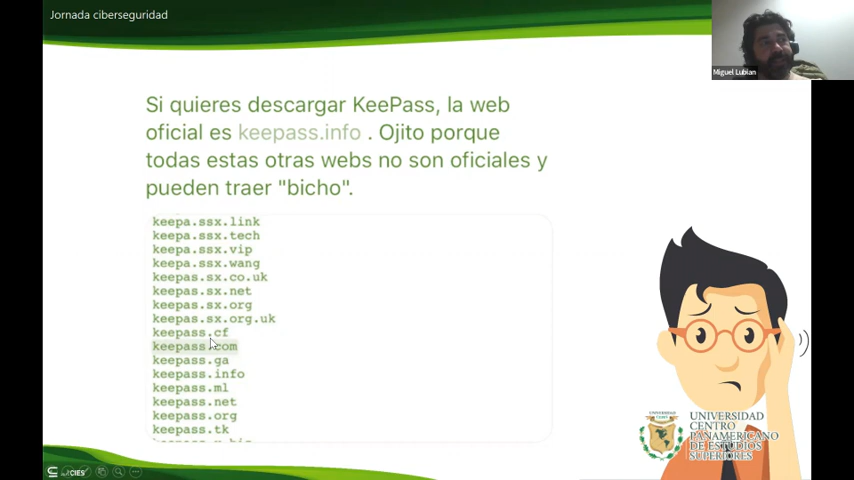 Jornada ciberseguridad
Miguel Lubian
Si quieres descargar KeePass, la web
oficial es keepass.info . Ojito porque
todas estas otras webs no son oficiales y
pueden traer "bicho".
keepa.ssx.link
keepa.ssx.tech
keepa.ssx.vip
keepa.ssx.wang
keepas.sx.co.uk
keepas.sx.net
keepas.sx.org
keepas.sx.org.uk
keepass.cf
keepass.com
keepass.ga
keepass.info
keepass.ml
keepass.net
keepass.org
keepass.tk
UNIVERSIDAD
CENTRO
PANAMERICANO
DE ESTUDIOS
SUPERIORES